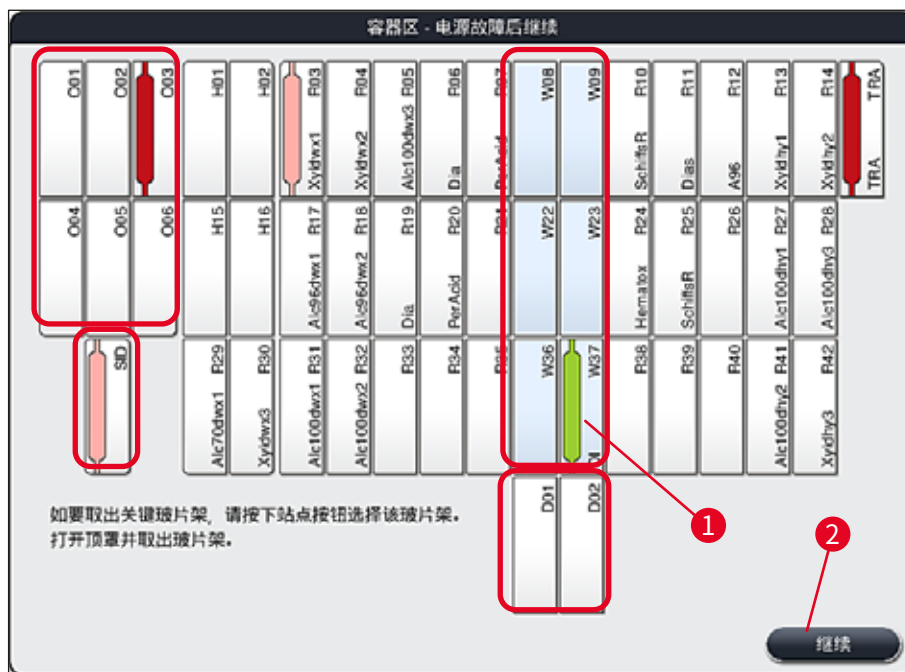 容器区 - 电源故障后继续
O01
O02
O03
H01
H02
Xyldwx1 R03
Xyldwx2 R04
Alc100dwx3 R05
Dia R06
PerAcid R07
W08
W09
SchiffsR R10
Dias R11
A96 R12
Xyldhy1 R13
Xyldhy2 R14
TRA TRA
O04
O05
O06
H15
H16
Alc96dwx1 R17
Alc96dwx2 R18
Dia R19
PerAcid R20
R21
W22
W23
Hematox R24
SchiffsR R25
R26
Alc100dhy1 R27
Alc100dhy3 R28
SID
Alc70dwx1 R29
Xyldwx3 R30
Alc100dwx1 R31
Alc100dwx2 R32
R33
R34
R35
W36
DI W37
R38
R39
R40
Alc100dhy2 R41
Xyldhy3 R42
D01
D02
如要取出关键玻片架，请按下站点按钮选择该玻片架。
打开顶罩并取出玻片架。
1
2
继续